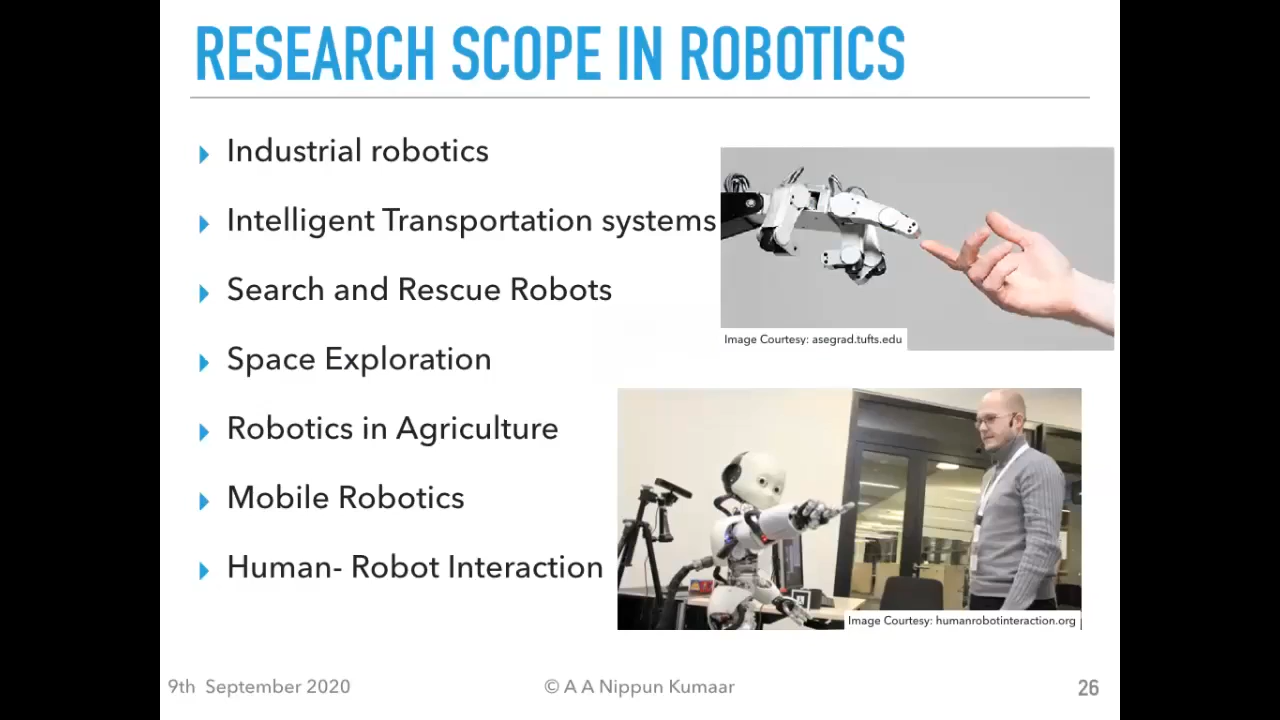 RESEARCH SCOPE IN ROBOTICS
Industrial robotics
Intelligent Transportation systems
Search and Rescue Robots
Space Exploration
Robotics in Agriculture
Mobile Robotics
Human- Robot Interaction
Image Courtesy: asegrad.tufts.edu
Image Courtesy: humanrobotinteraction.org
9th September 2020
© A A Nippun Kumaar
26